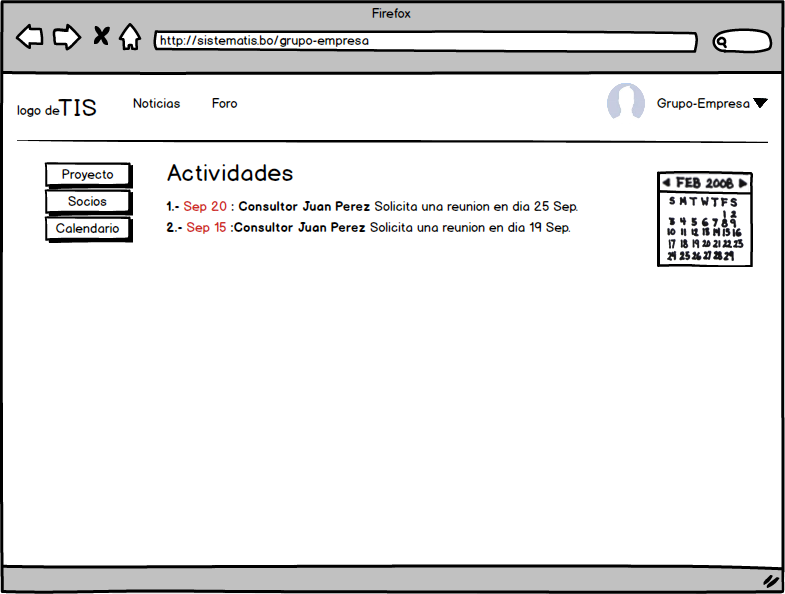 Firefox
http://sistematis.bo/grupo-empresa
logo deTIS
Noticias
Foro
Grupo-Empresa
Proyecto
Socios
Calendario
Actividades
1.- Sep 20 : Consultor Juan Perez Solicita una reunion en dia 25 Sep.
2.- Sep 15 :Consultor Juan Perez Solicita una reunion en dia 19 Sep.
FEB 2008
S M T W T F S
1 2
3 4 5 6 7 8 9
10 11 12 13 14 15 16
17 18 19 20 21 22 23
24 25 26 27 28 29